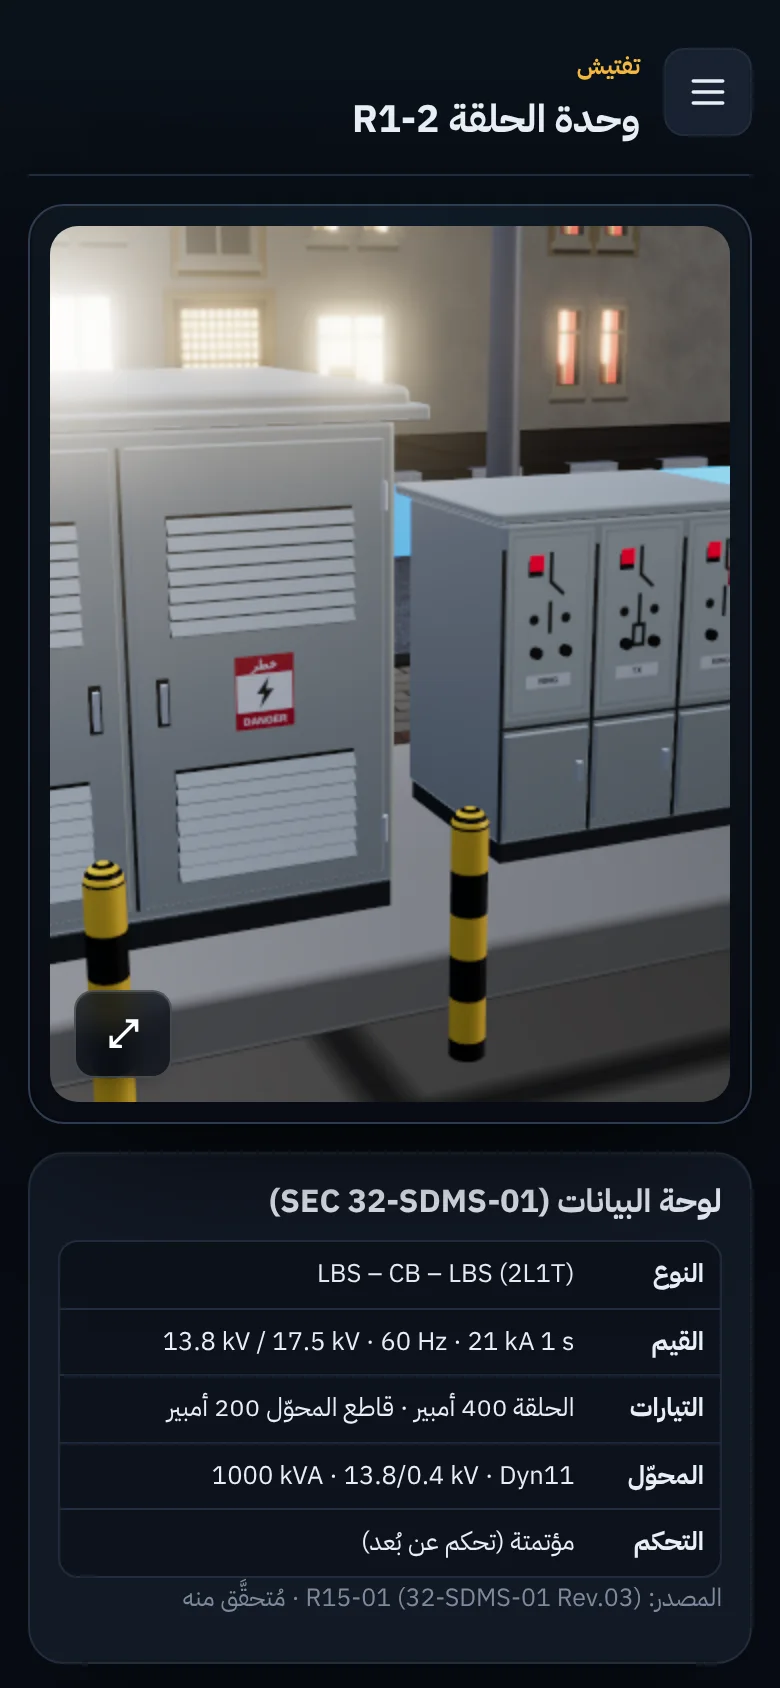 تفتيش
وحدة الحلقة R1-2
خطر
DANGER
RING
TX
RING
لوحة البيانات (SEC 32-SDMS-01)
النوع LBS – CB – LBS (2L1T)
القيم 13.8 kV / 17.5 kV · 60 Hz · 21 kA 1 s
التيارات الحلقة 400 أمبير · قاطع المحوّل 200 أمبير
المحوّل 1000 kVA · 13.8/0.4 kV · Dyn11
التحكم مؤتمتة (تحكم عن بُعد)
المصدر: R15-01 (32-SDMS-01 Rev.03) · مُتحقَّق منه